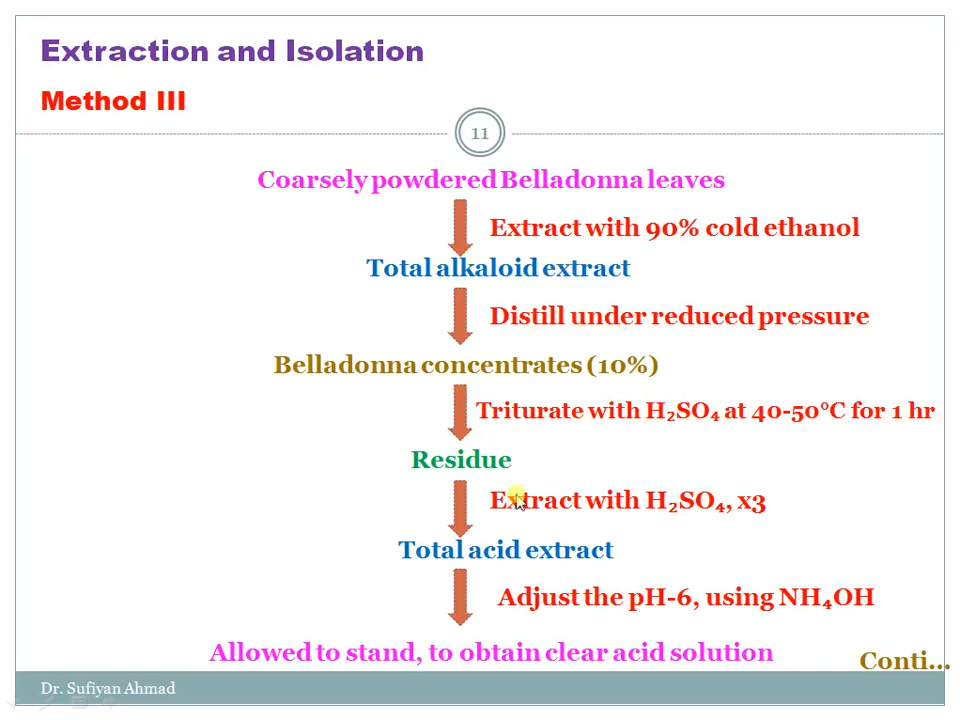 Extraction and Isolation
Method III
11
Coarsely powdered Belladonna leaves
Extract with 90% cold ethanol
Total alkaloid extract
Distill under reduced pressure
Belladonna concentrates (10%)
Triturate with H₂SO₄ at 40-50°C for 1 hr
Residue
Extract with H₂SO₄, x3
Total acid extract
Adjust the pH-6, using NH₄OH
Allowed to stand, to obtain clear acid solution
Conti...
Dr. Sufiyan Ahmad